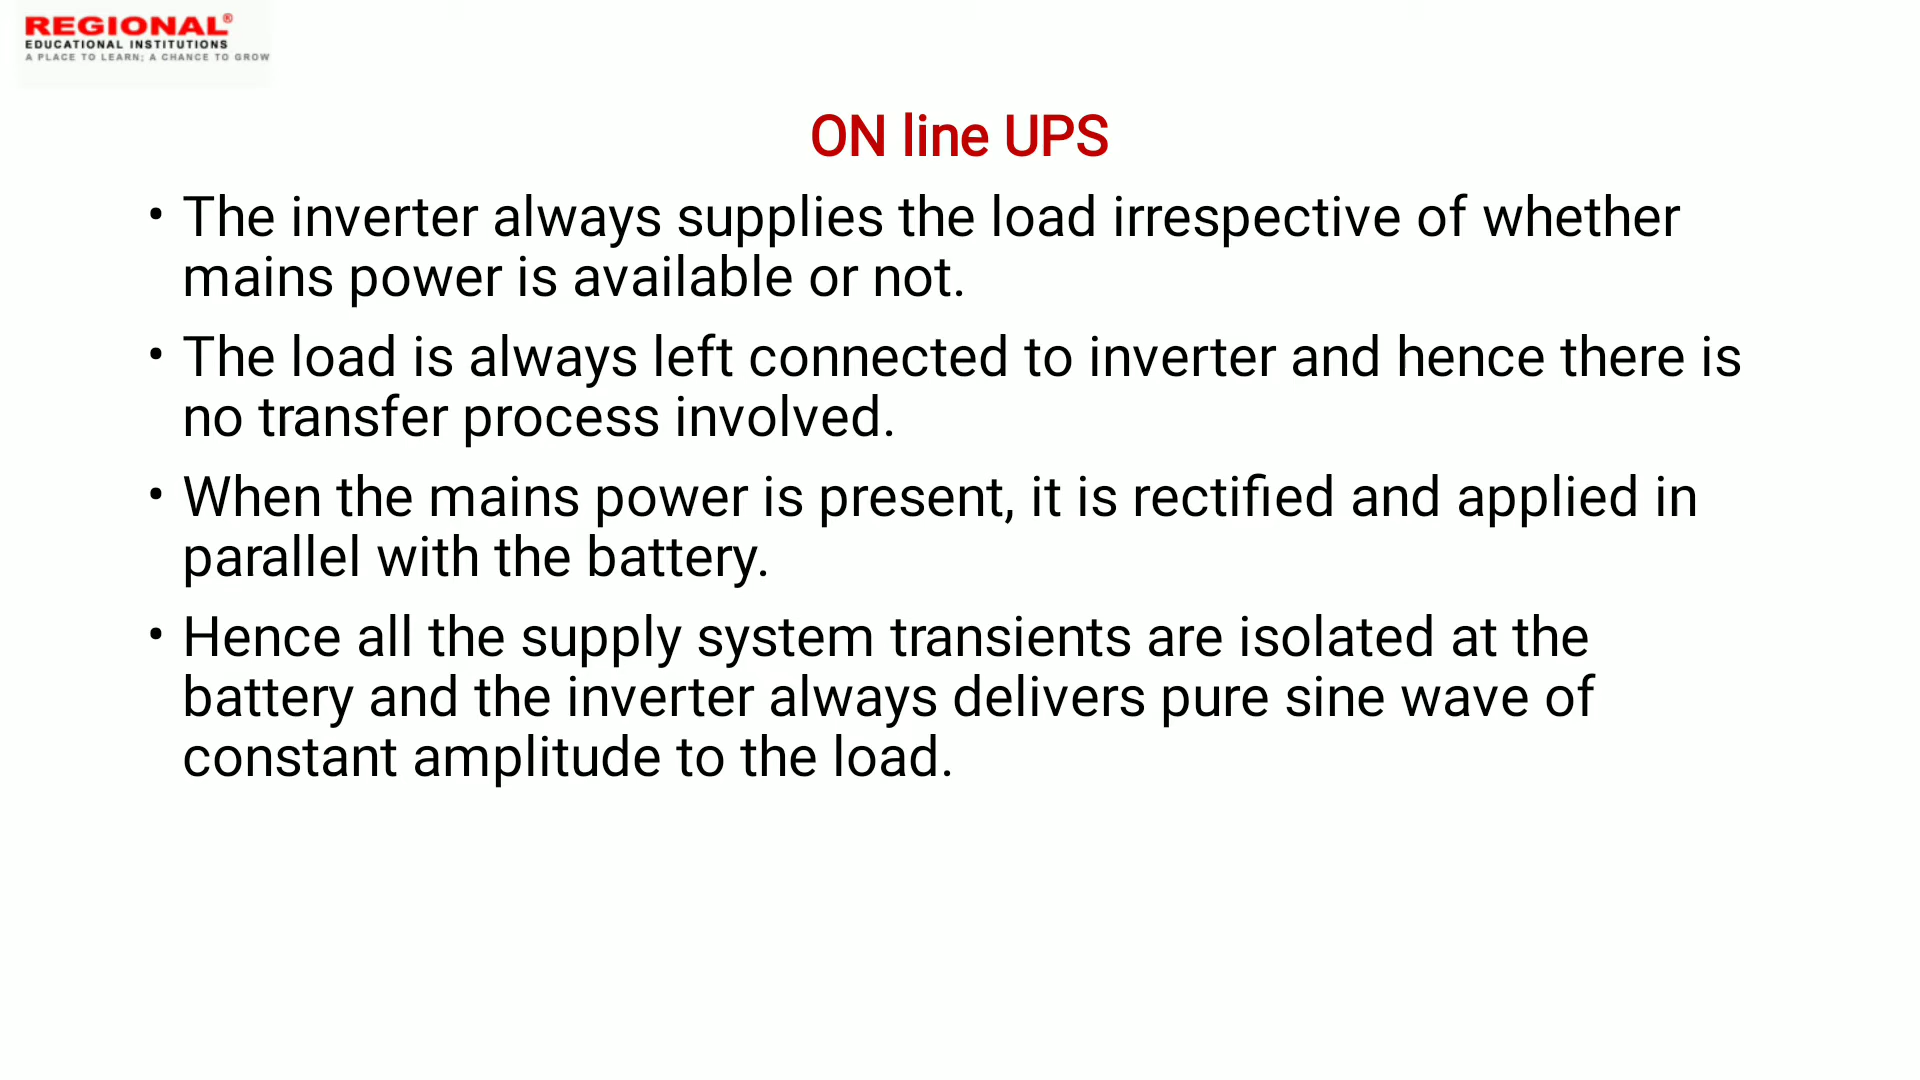 REGIONAL®
EDUCATIONAL INSTITUTIONS
A PLACE TO LEARN; A CHANCE TO GROW
ON line UPS
• The inverter always supplies the load irrespective of whether
mains power is available or not.
• The load is always left connected to inverter and hence there is
no transfer process involved.
• When the mains power is present, it is rectified and applied in
parallel with the battery.
• Hence all the supply system transients are isolated at the
battery and the inverter always delivers pure sine wave of
constant amplitude to the load.